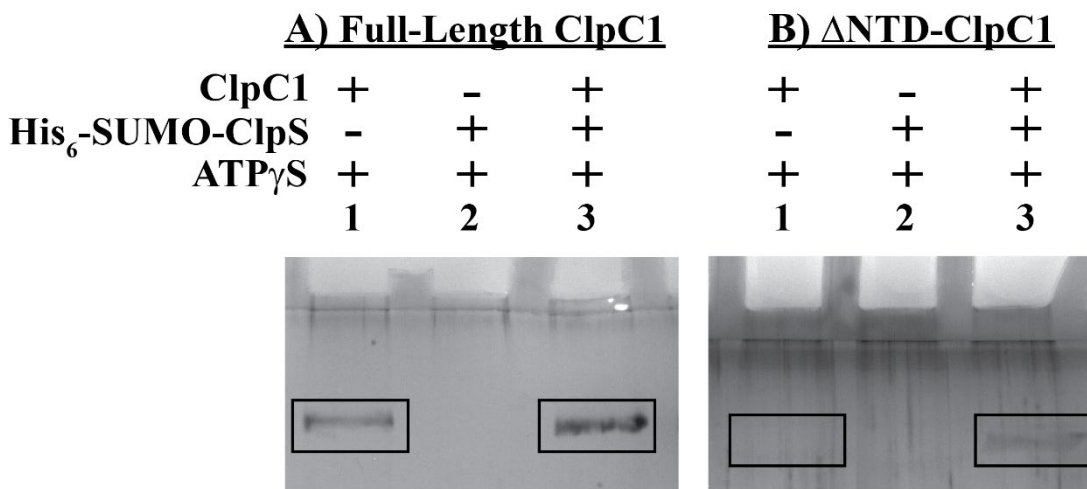 A) Full-Length ClpC1 B) ΔNTD-ClpC1
ClpC1 + - + + - +
His₆-SUMO-ClpS - + + - + +
ATPγS + + + + + +
1 2 3 1 2 3